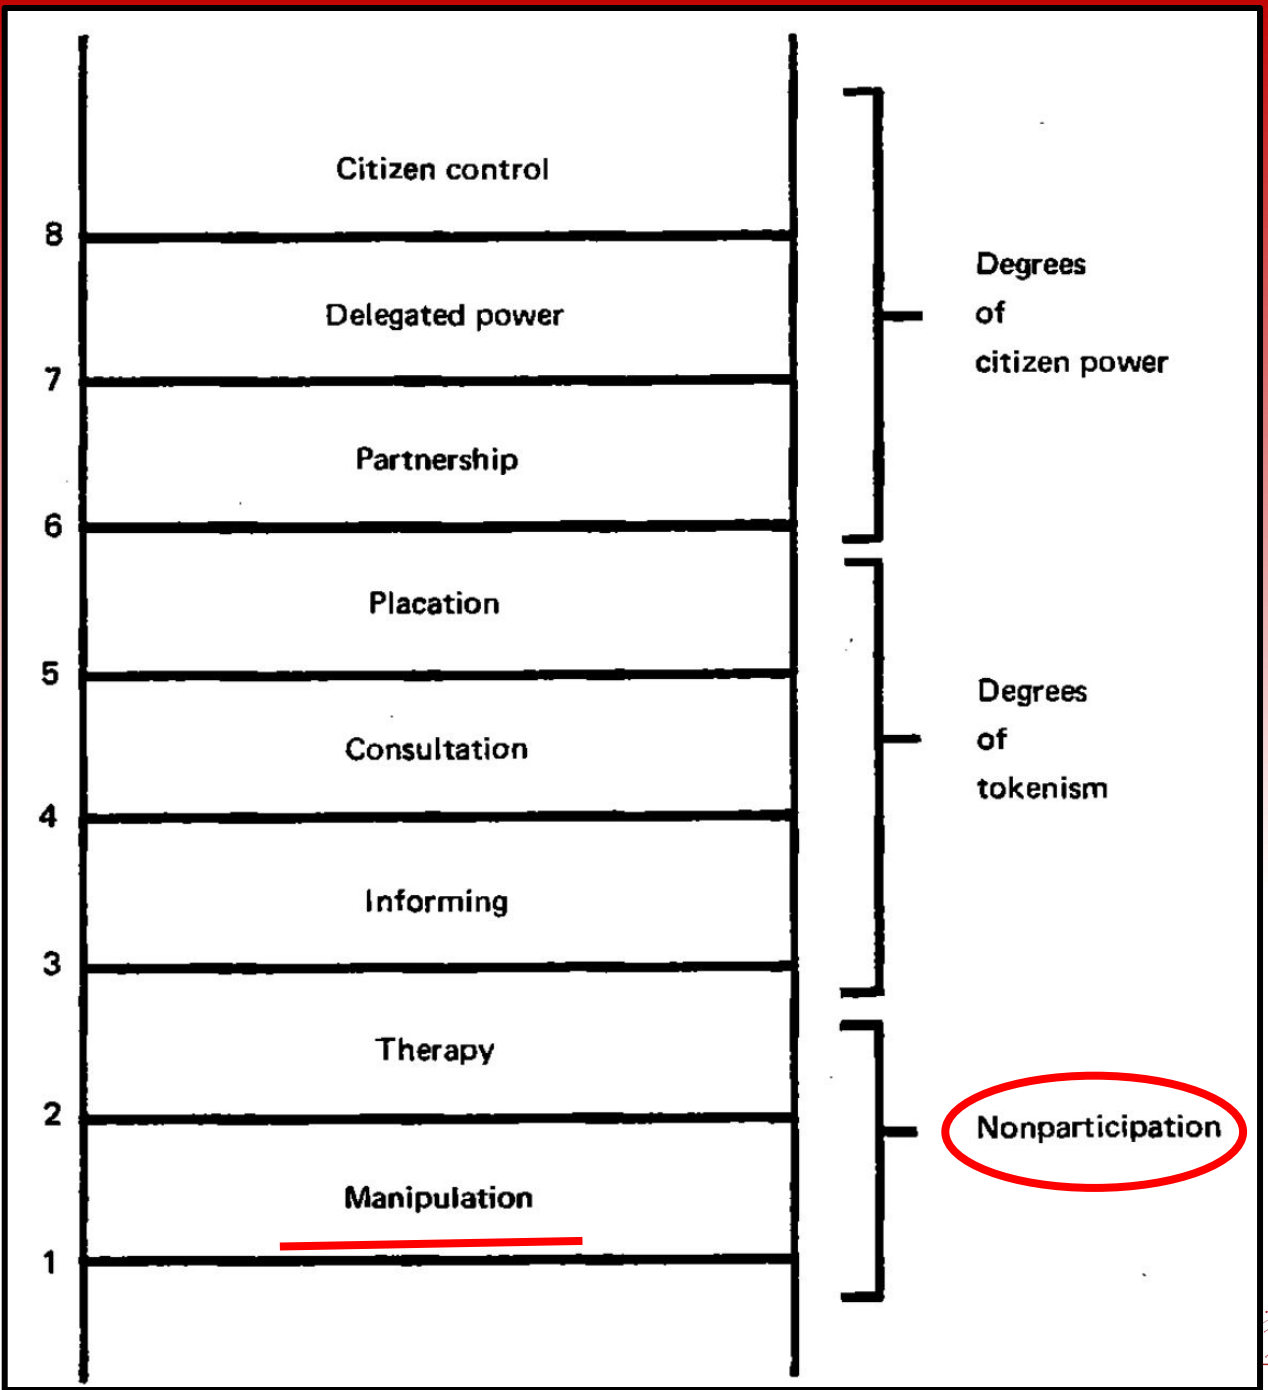 Citizen control
8
Delegated power
7
Partnership
6
Placation
5
Consultation
4
Informing
3
Therapy
2
Manipulation
1
Degrees
of
citizen power
Degrees
of
tokenism
Nonparticipation